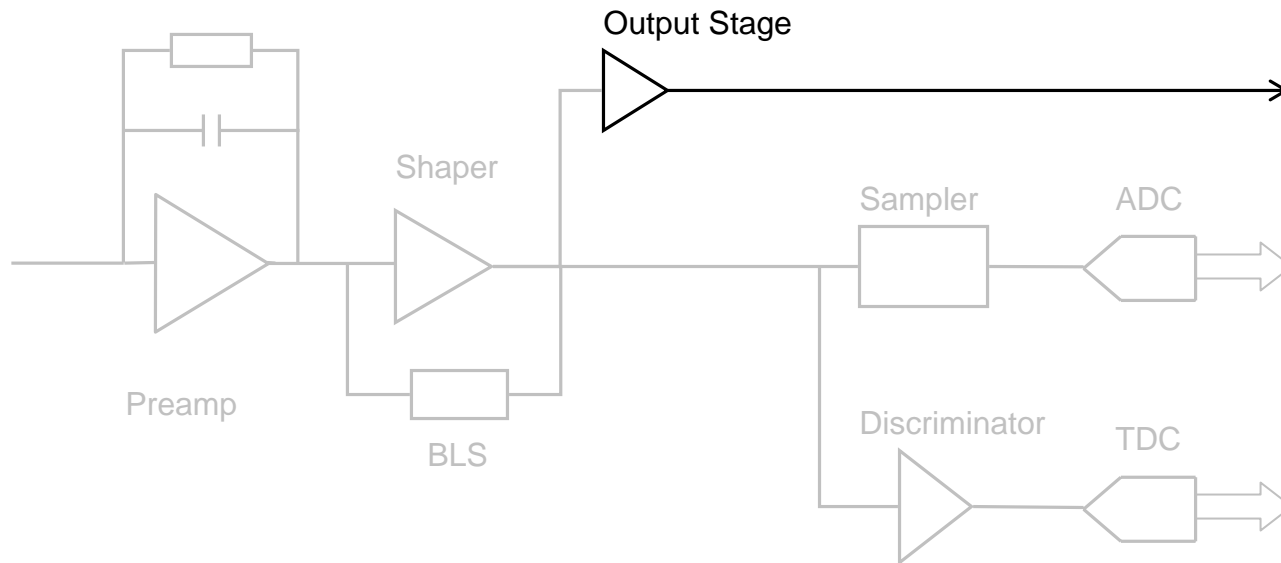 Output Stage
Shaper
Sampler
ADC
Preamp
BLS
Discriminator
TDC